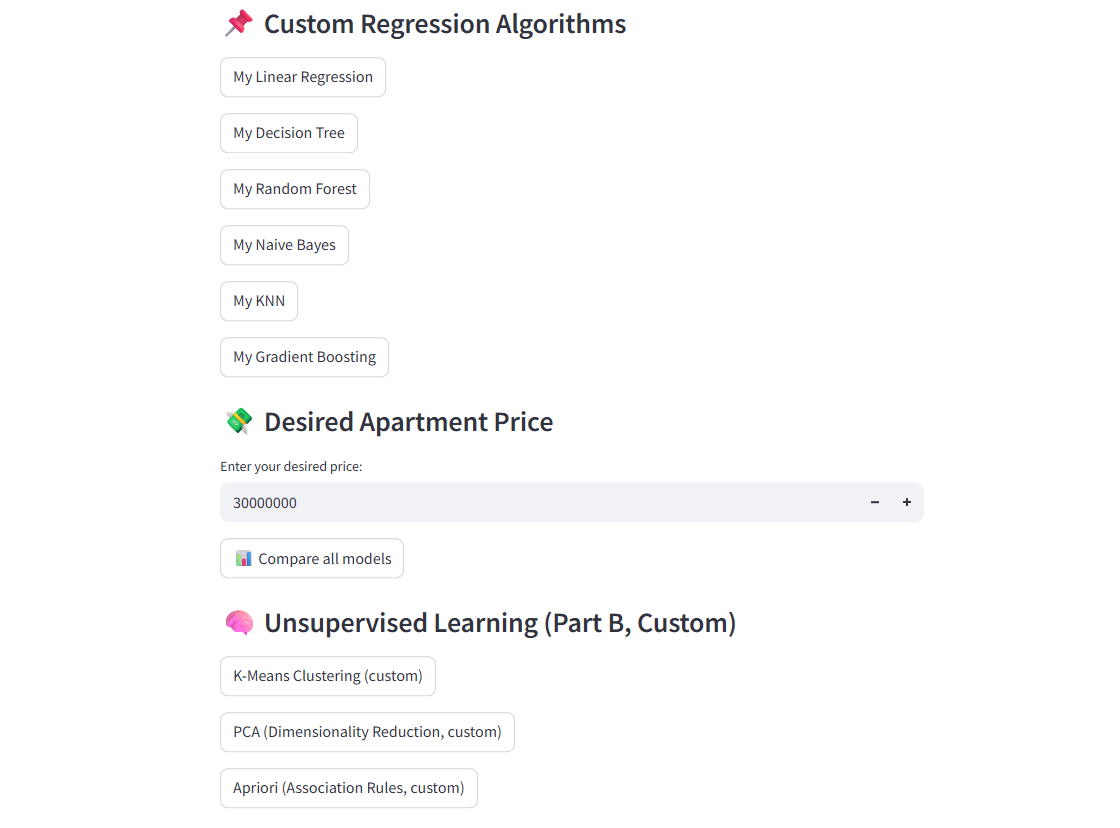 📌 Custom Regression Algorithms
My Linear Regression
My Decision Tree
My Random Forest
My Naive Bayes
My KNN
My Gradient Boosting
💸 Desired Apartment Price
Enter your desired price:
30000000 − +
📊 Compare all models
🧠 Unsupervised Learning (Part B, Custom)
K-Means Clustering (custom)
PCA (Dimensionality Reduction, custom)
Apriori (Association Rules, custom)